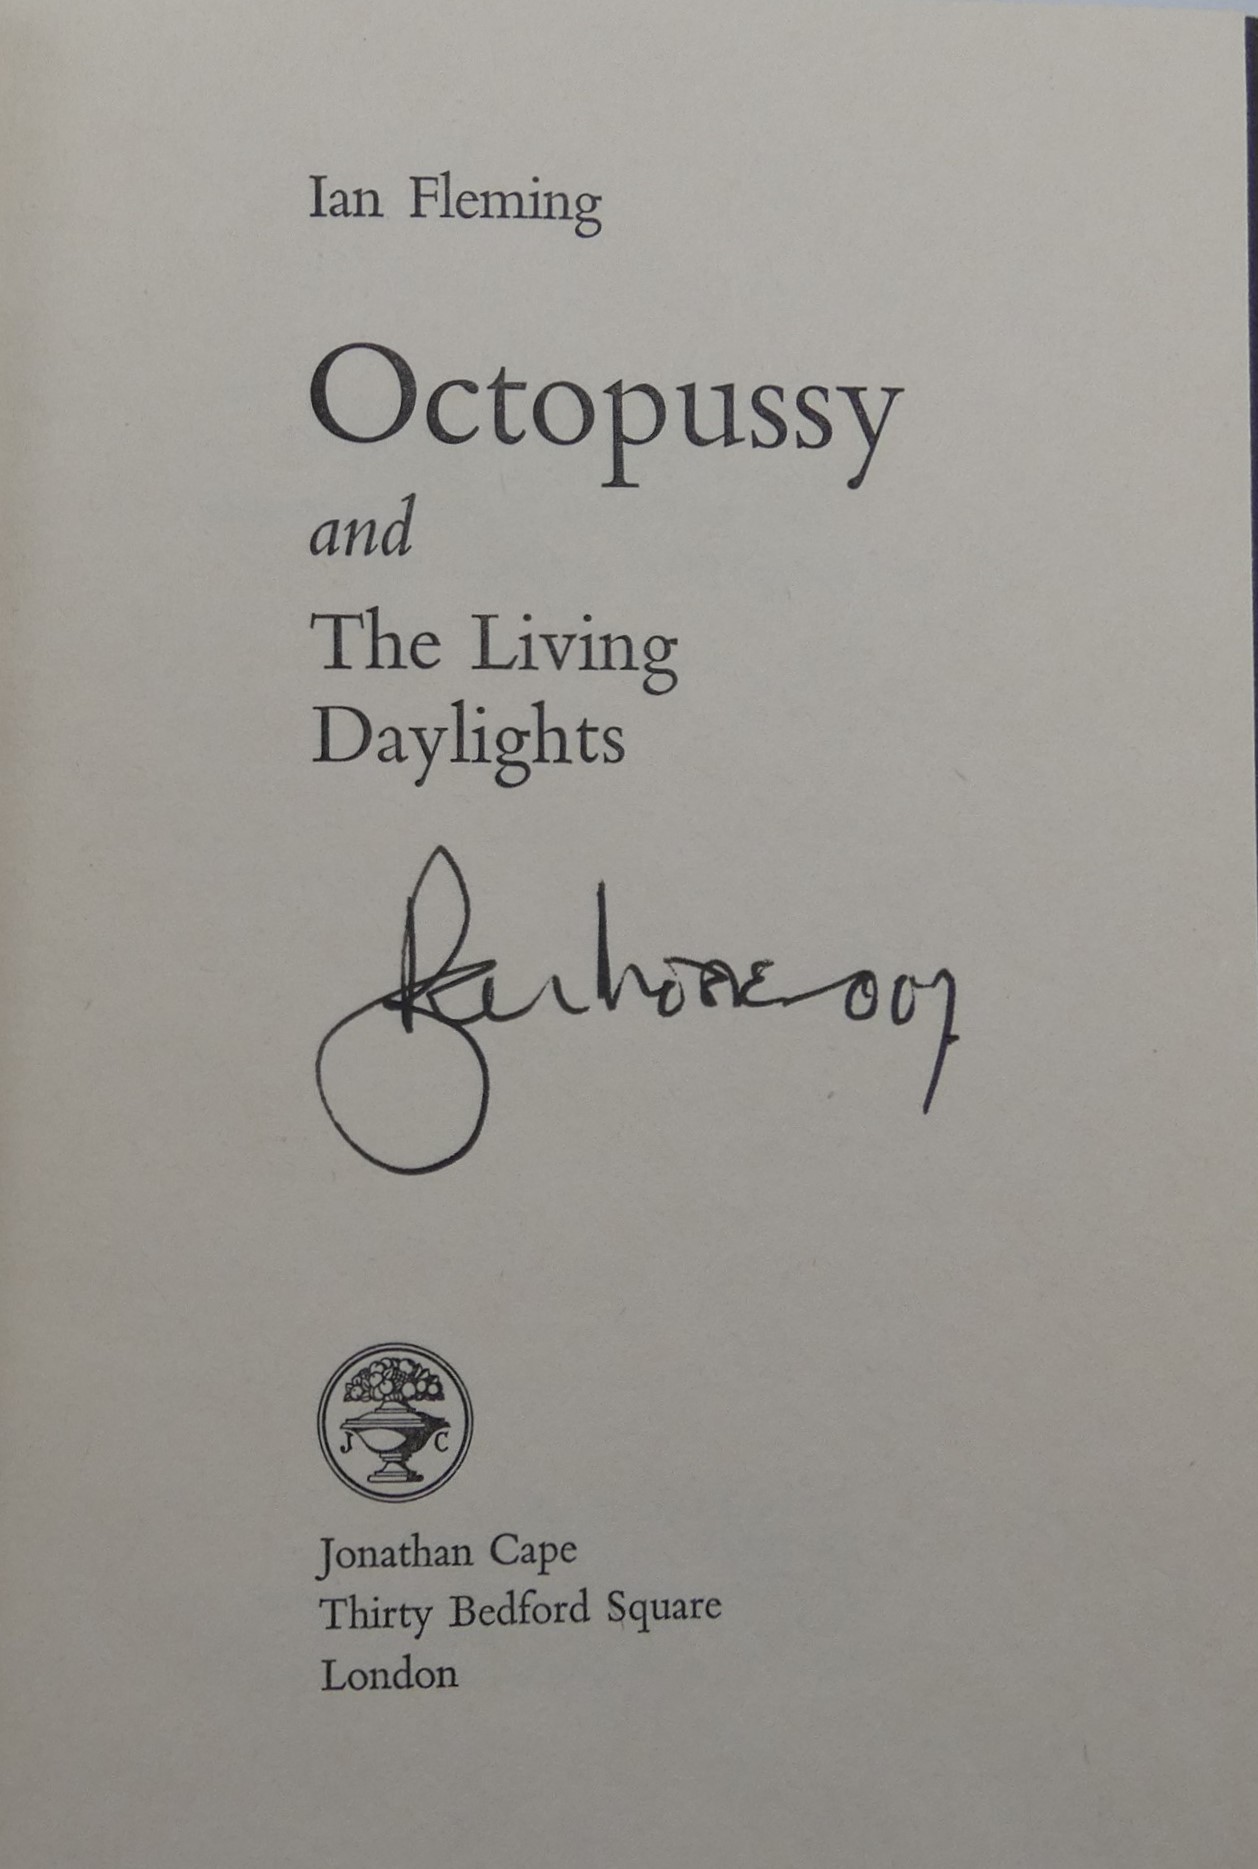 Ian Fleming
Octopussy
and
The Living
Daylights
007
J C
Jonathan Cape
Thirty Bedford Square
London